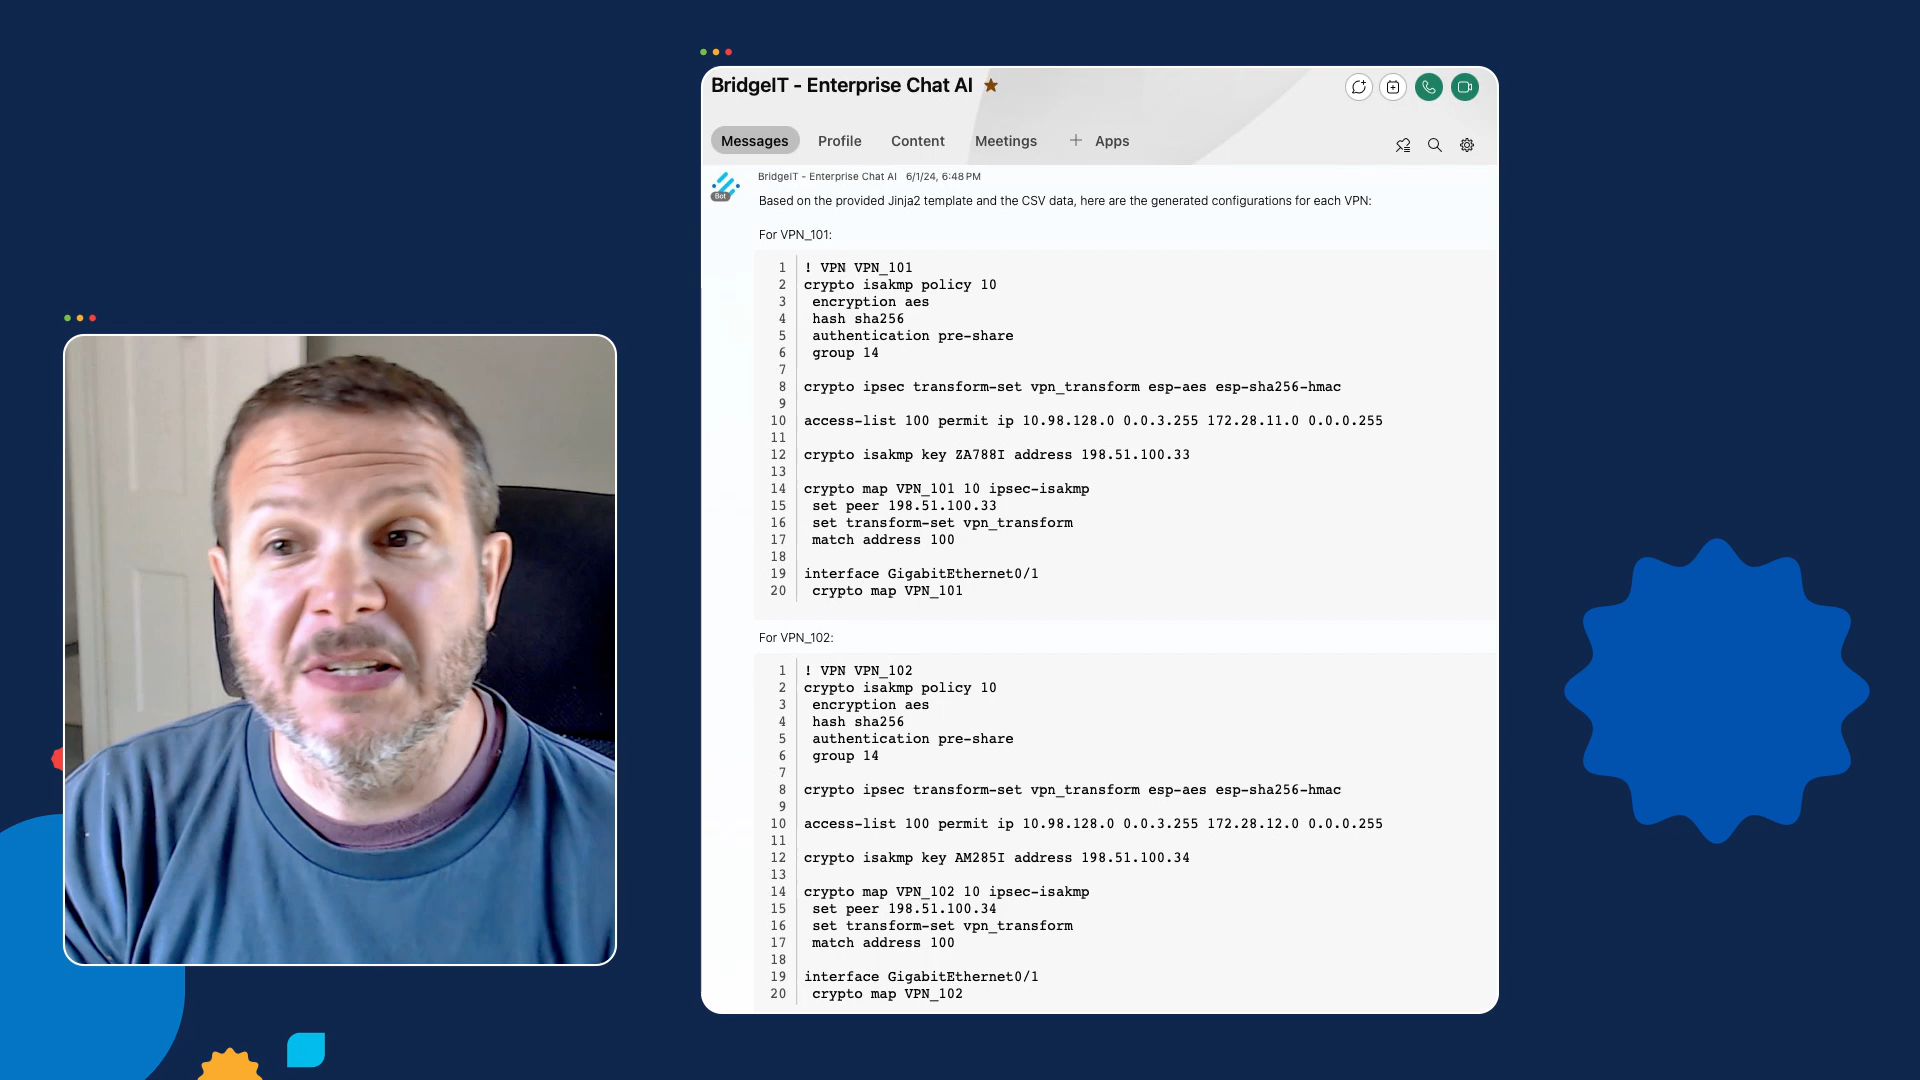 BridgeIT - Enterprise Chat AI
Messages Profile Content Meetings + Apps
Bot
BridgeIT - Enterprise Chat AI 6/1/24, 6:48 PM
Based on the provided Jinja2 template and the CSV data, here are the generated configurations for each VPN:
For VPN_101:
1 ! VPN VPN_101
2 crypto isakmp policy 10
3 encryption aes
4 hash sha256
5 authentication pre-share
6 group 14
7
8 crypto ipsec transform-set vpn_transform esp-aes esp-sha256-hmac
9
10 access-list 100 permit ip 10.98.128.0 0.0.3.255 172.28.11.0 0.0.0.255
11
12 crypto isakmp key ZA788I address 198.51.100.33
13
14 crypto map VPN_101 10 ipsec-isakmp
15 set peer 198.51.100.33
16 set transform-set vpn_transform
17 match address 100
18
19 interface GigabitEthernet0/1
20 crypto map VPN_101
For VPN_102:
1 ! VPN VPN_102
2 crypto isakmp policy 10
3 encryption aes
4 hash sha256
5 authentication pre-share
6 group 14
7
8 crypto ipsec transform-set vpn_transform esp-aes esp-sha256-hmac
9
10 access-list 100 permit ip 10.98.128.0 0.0.3.255 172.28.12.0 0.0.0.255
11
12 crypto isakmp key AM285I address 198.51.100.34
13
14 crypto map VPN_102 10 ipsec-isakmp
15 set peer 198.51.100.34
16 set transform-set vpn_transform
17 match address 100
18
19 interface GigabitEthernet0/1
20 crypto map VPN_102